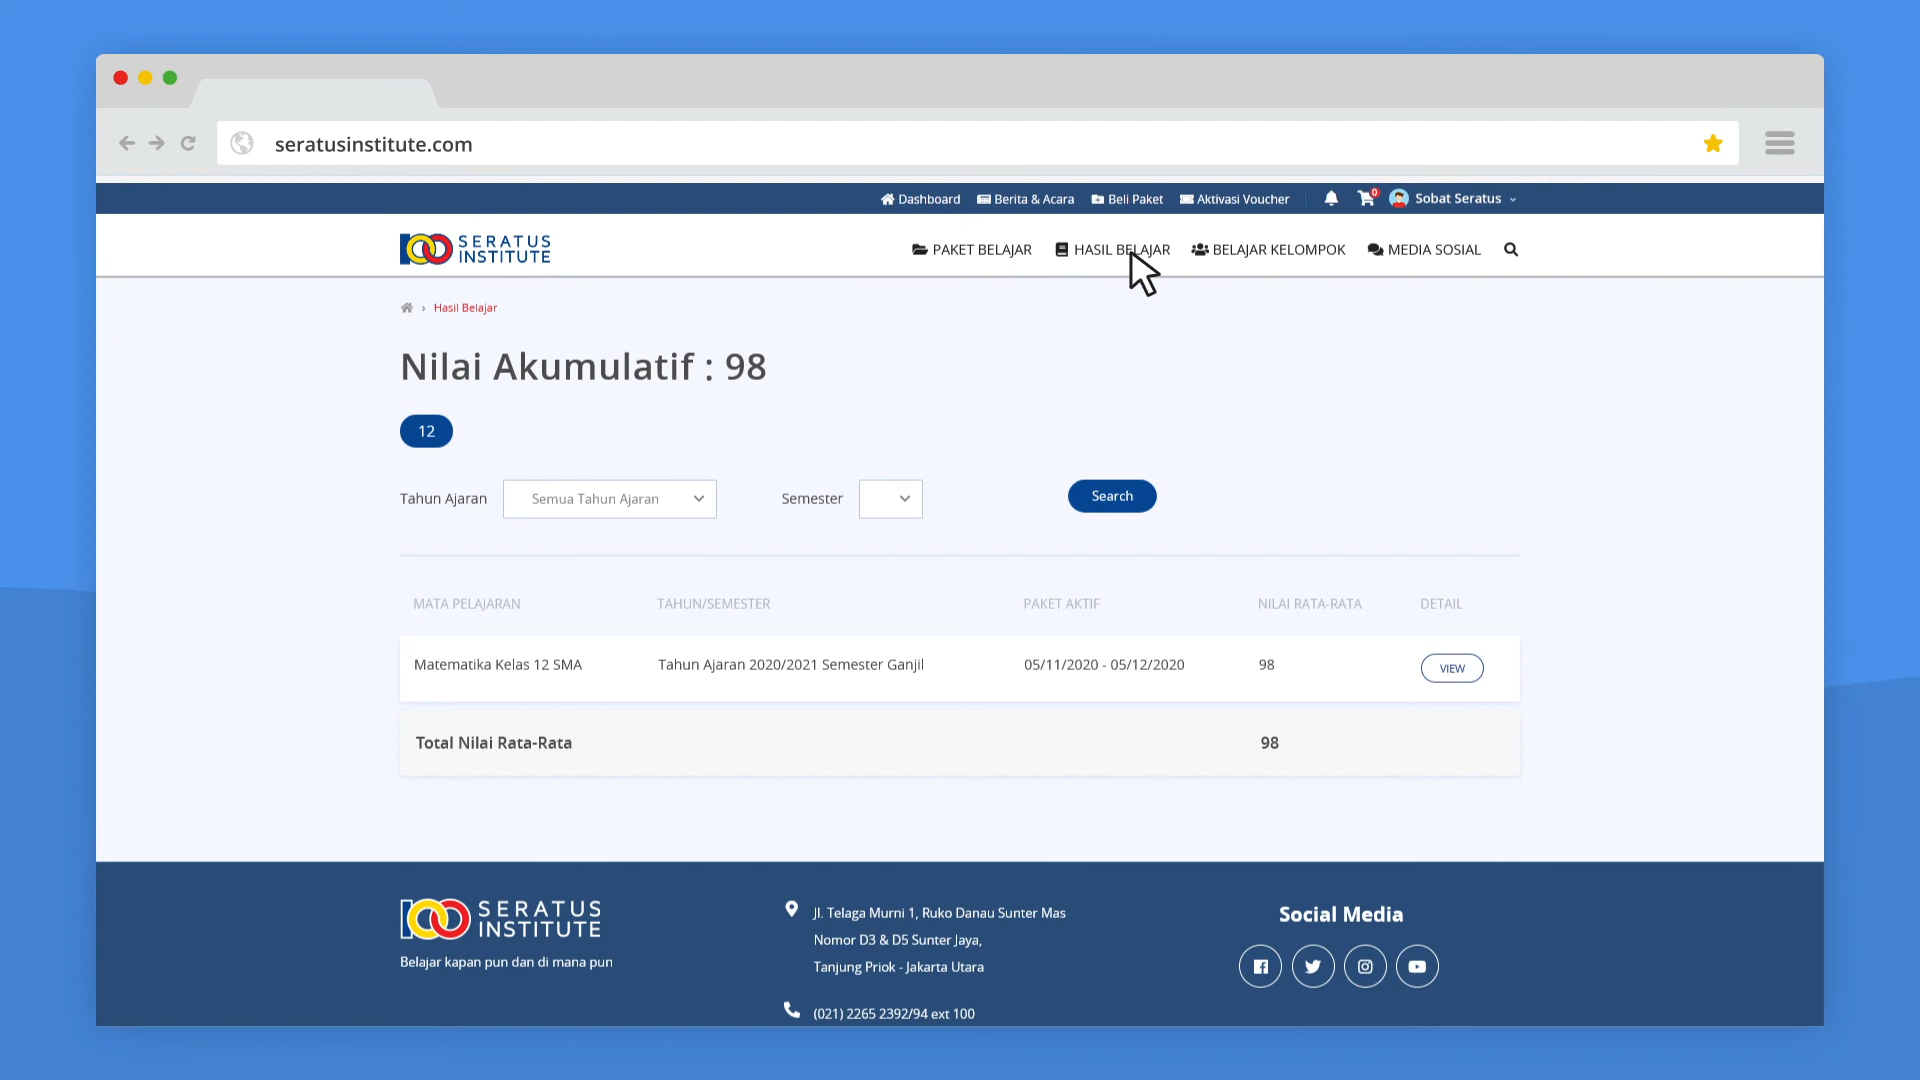 seratusinstitute.com
Dashboard Berita & Acara Beli Paket Aktivasi Voucher 0 Sobat Seratus
100 SERATUS INSTITUTE
PAKET BELAJAR HASIL BELAJAR BELAJAR KELOMPOK MEDIA SOSIAL
› Hasil Belajar
Nilai Akumulatif : 98
12
Tahun Ajaran Semua Tahun Ajaran Semester Search
MATA PELAJARAN TAHUN/SEMESTER PAKET AKTIF NILAI RATA-RATA DETAIL
Matematika Kelas 12 SMA Tahun Ajaran 2020/2021 Semester Ganjil 05/11/2020 - 05/12/2020 98 VIEW
Total Nilai Rata-Rata 98
100 SERATUS INSTITUTE
Belajar kapan pun dan di mana pun
Jl. Telaga Murni 1, Ruko Danau Sunter Mas
Nomor D3 & D5 Sunter Jaya,
Tanjung Priok - Jakarta Utara
(021) 2265 2392/94 ext 100
Social Media